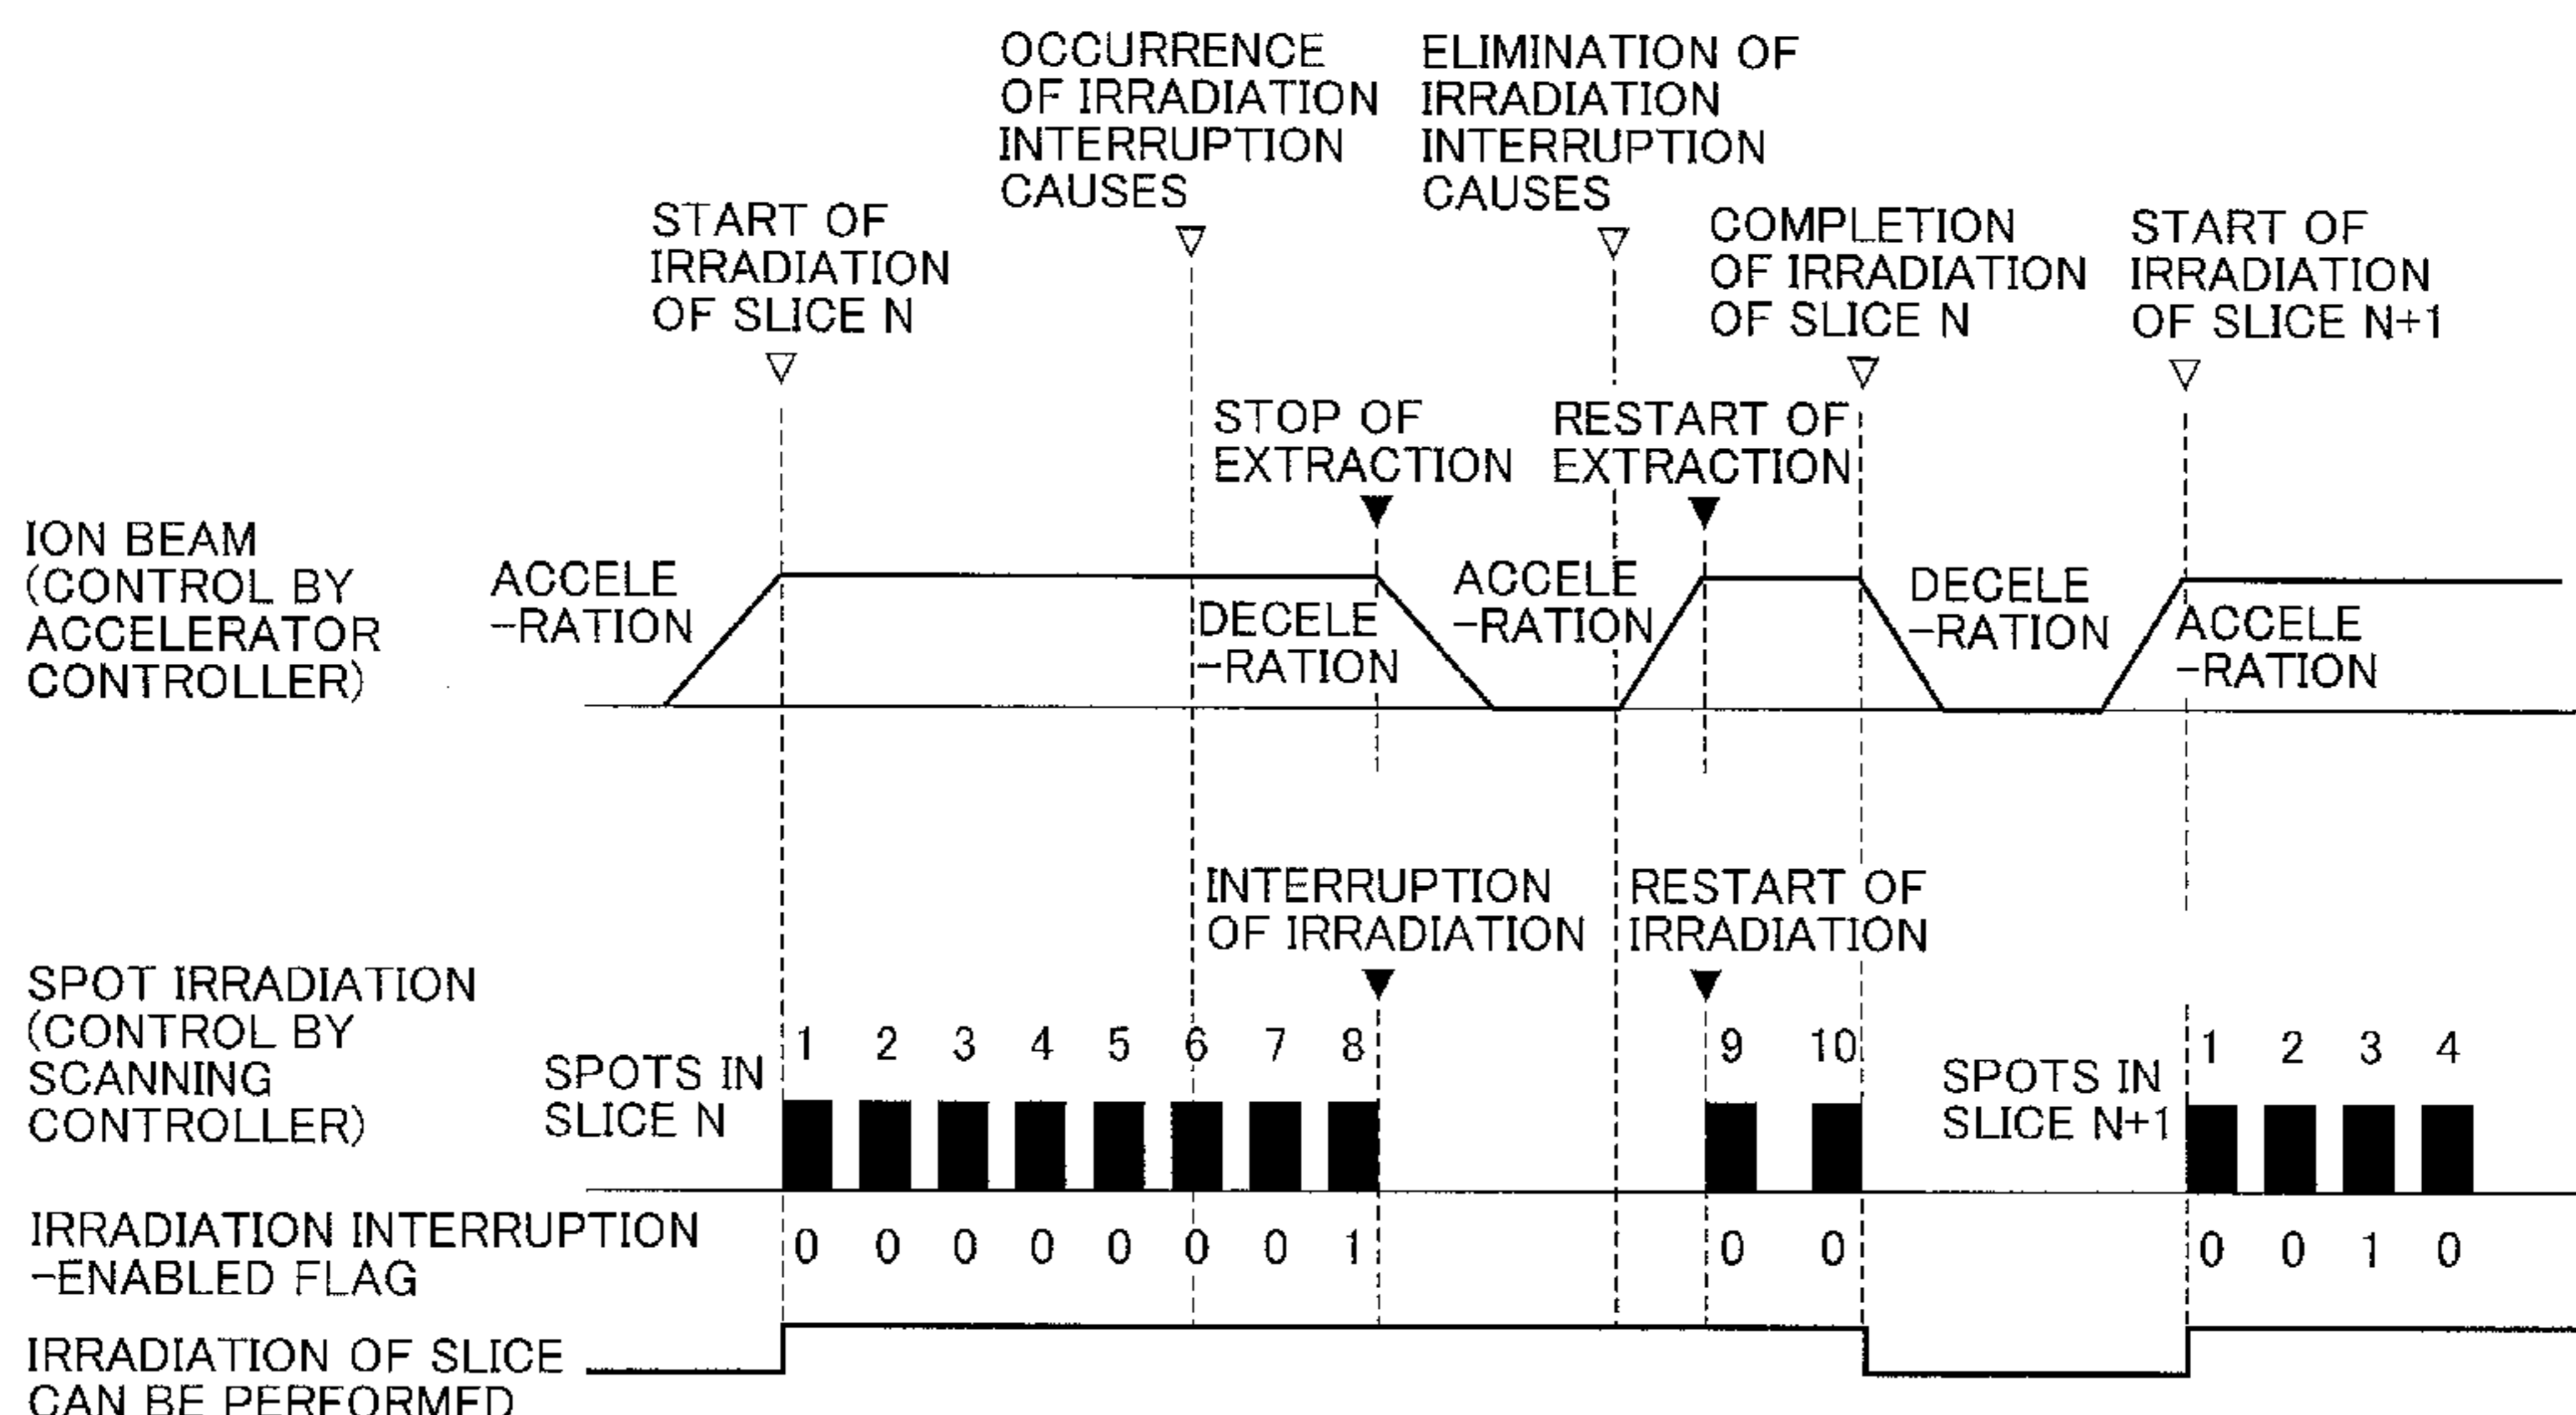 OCCURRENCE
OF IRRADIATION
INTERRUPTION
CAUSES
ELIMINATION OF
IRRADIATION
INTERRUPTION
CAUSES
START OF
IRRADIATION
OF SLICE N
COMPLETION
OF IRRADIATION
OF SLICE N
START OF
IRRADIATION
OF SLICE N+1
STOP OF
EXTRACTION
RESTART OF
EXTRACTION
ION BEAM
(CONTROL BY
ACCELERATOR
CONTROLLER)
ACCELE
-RATION
DECELE
-RATION
ACCELE
-RATION
DECELE
-RATION
ACCELE
-RATION
INTERRUPTION
OF IRRADIATION
RESTART OF
IRRADIATION
SPOT IRRADIATION
(CONTROL BY
SCANNING
CONTROLLER)
SPOTS IN
SLICE N
1 2 3 4 5 6 7 8 9 10
SPOTS IN
SLICE N+1
1 2 3 4
IRRADIATION INTERRUPTION
-ENABLED FLAG
0 0 0 0 0 0 0 1 0 0 0 0 1 0
IRRADIATION OF SLICE
CAN BE PERFORMED